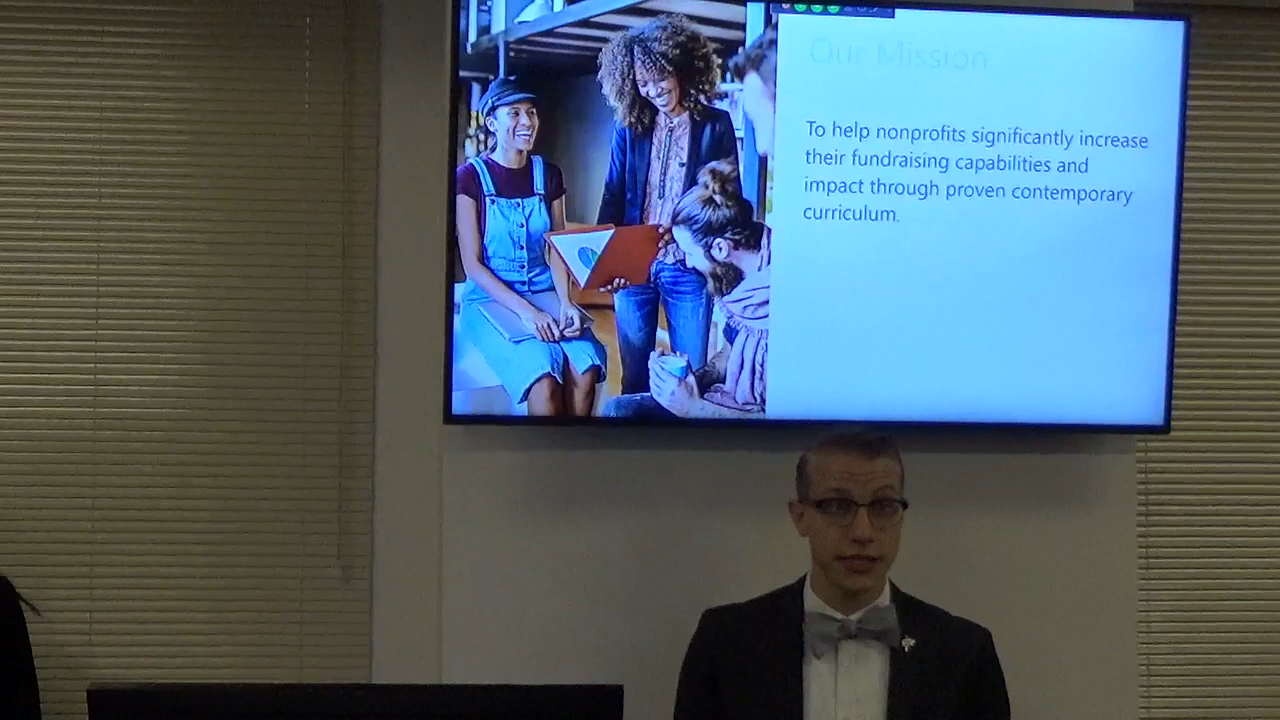 Our Mission
To help nonprofits significantly increase
their fundraising capabilities and
impact through proven contemporary
curriculum.